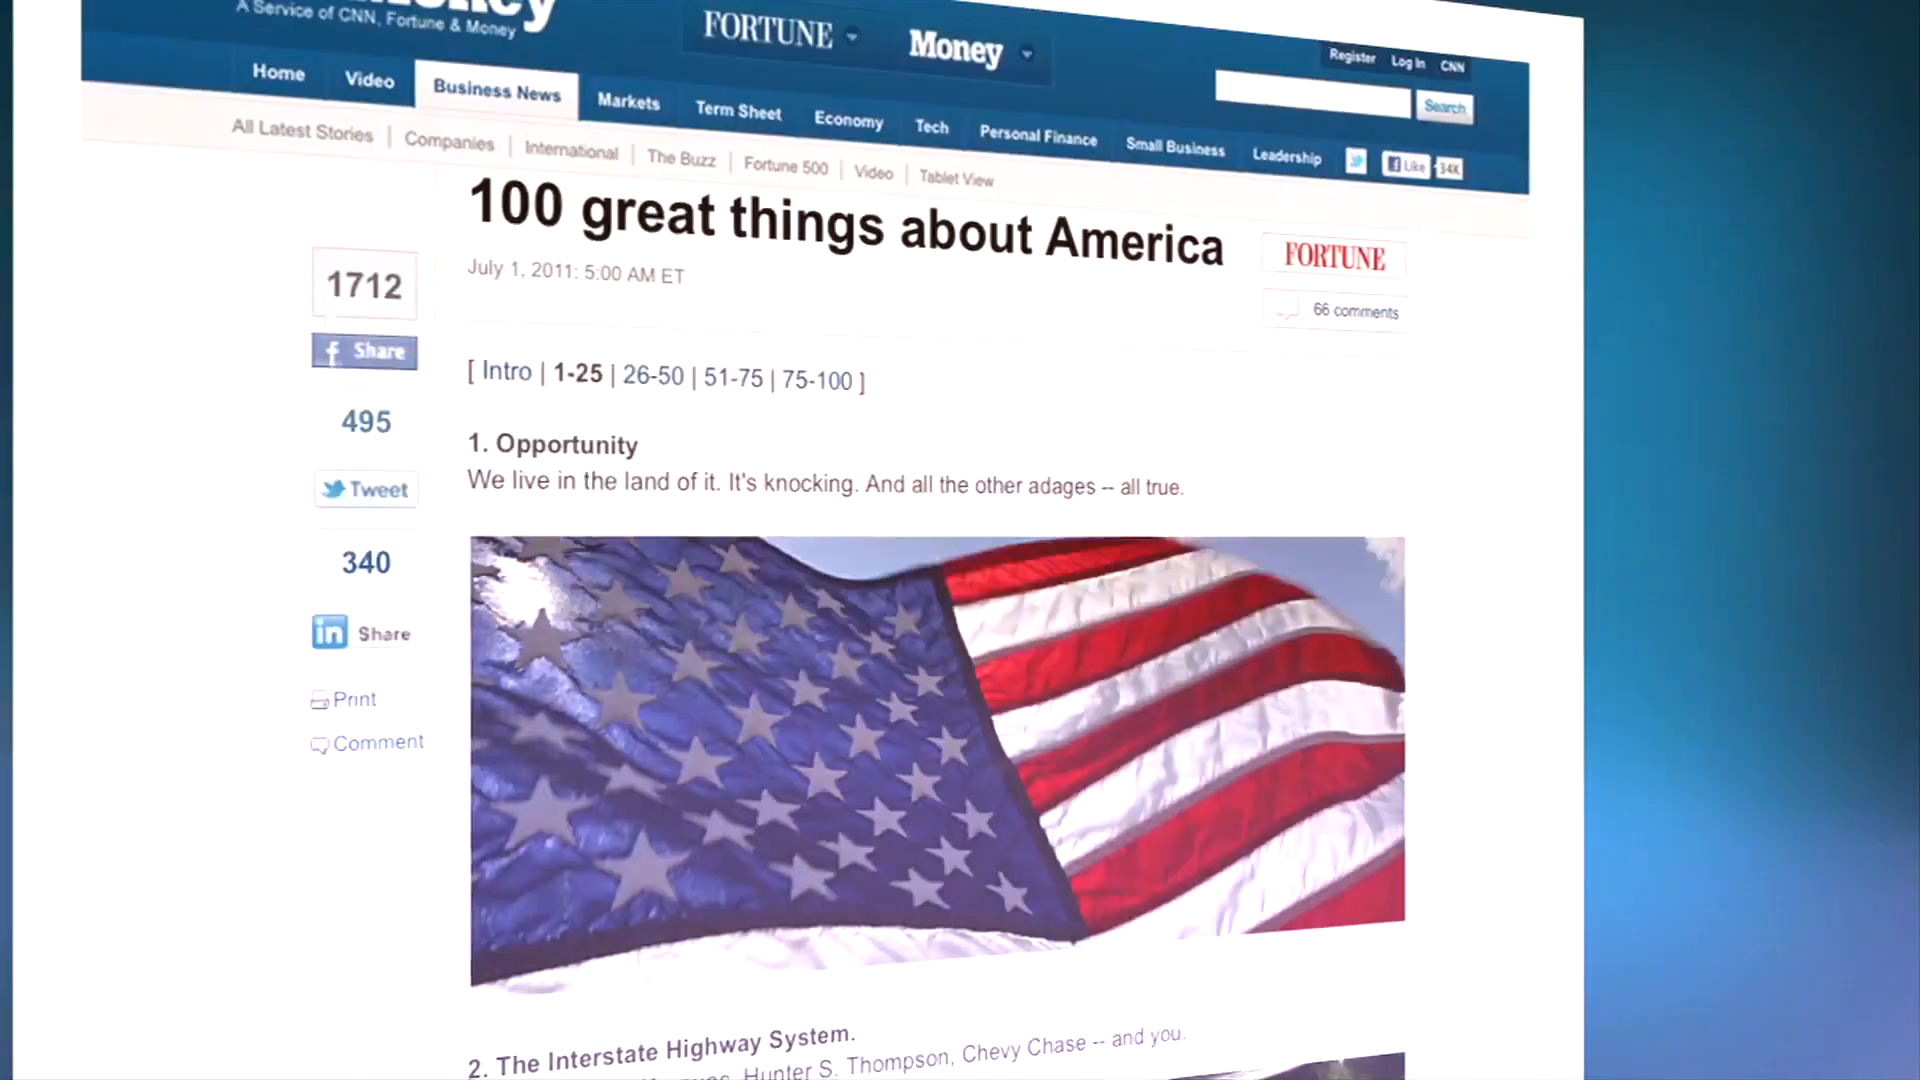 A Service of CNN, Fortune & Money
FORTUNE
Money
Register Log In CNN
Search
Home Video Business News Markets Term Sheet Economy Tech Personal Finance Small Business Leadership Like 34K
All Latest Stories | Companies | International | The Buzz | Fortune 500 | Video | Tablet View
100 great things about America
July 1, 2011: 5:00 AM ET
FORTUNE
66 comments
1712
f Share
495
Tweet
340
in Share
Print
Comment
[ Intro | 1-25 | 26-50 | 51-75 | 75-100 ]
1. Opportunity
We live in the land of it. It's knocking. And all the other adages -- all true.
2. The Interstate Highway System.
Hunter S. Thompson, Chevy Chase -- and you.